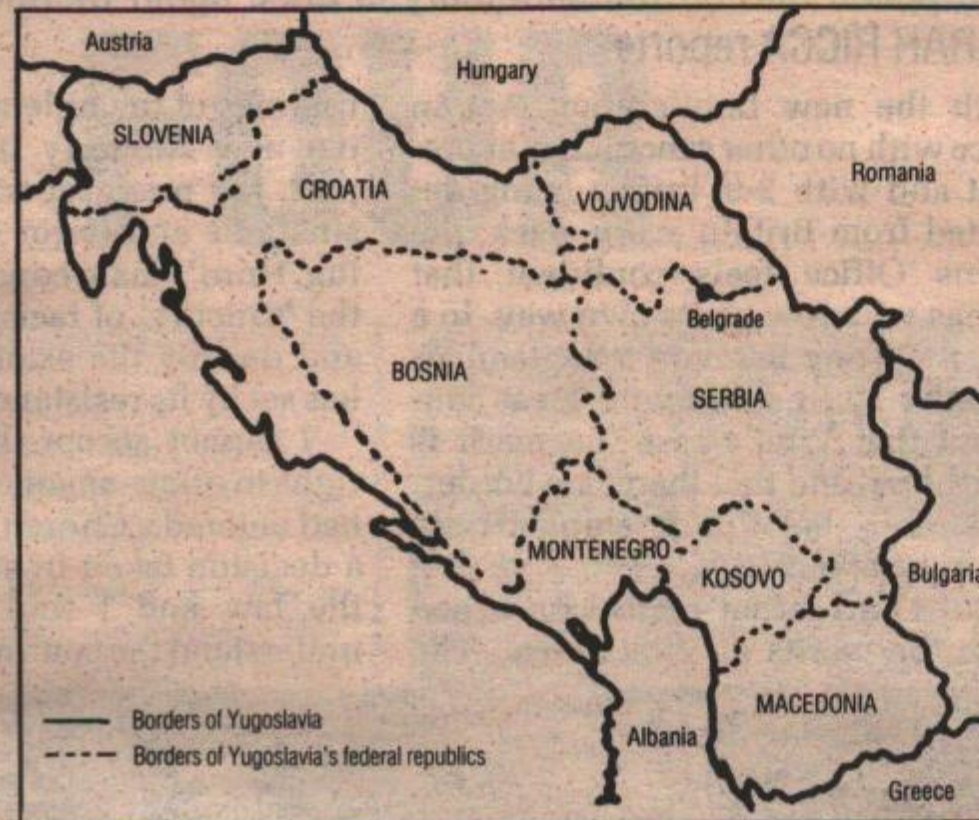 Austria
Hungary
SLOVENIA
CROATIA
VOJVODINA
Romania
Belgrade
BOSNIA
SERBIA
MONTENEGRO
KOSOVO
Bulgaria
MACEDONIA
Albania
Greece
Borders of Yugoslavia
Borders of Yugoslavia's federal republics